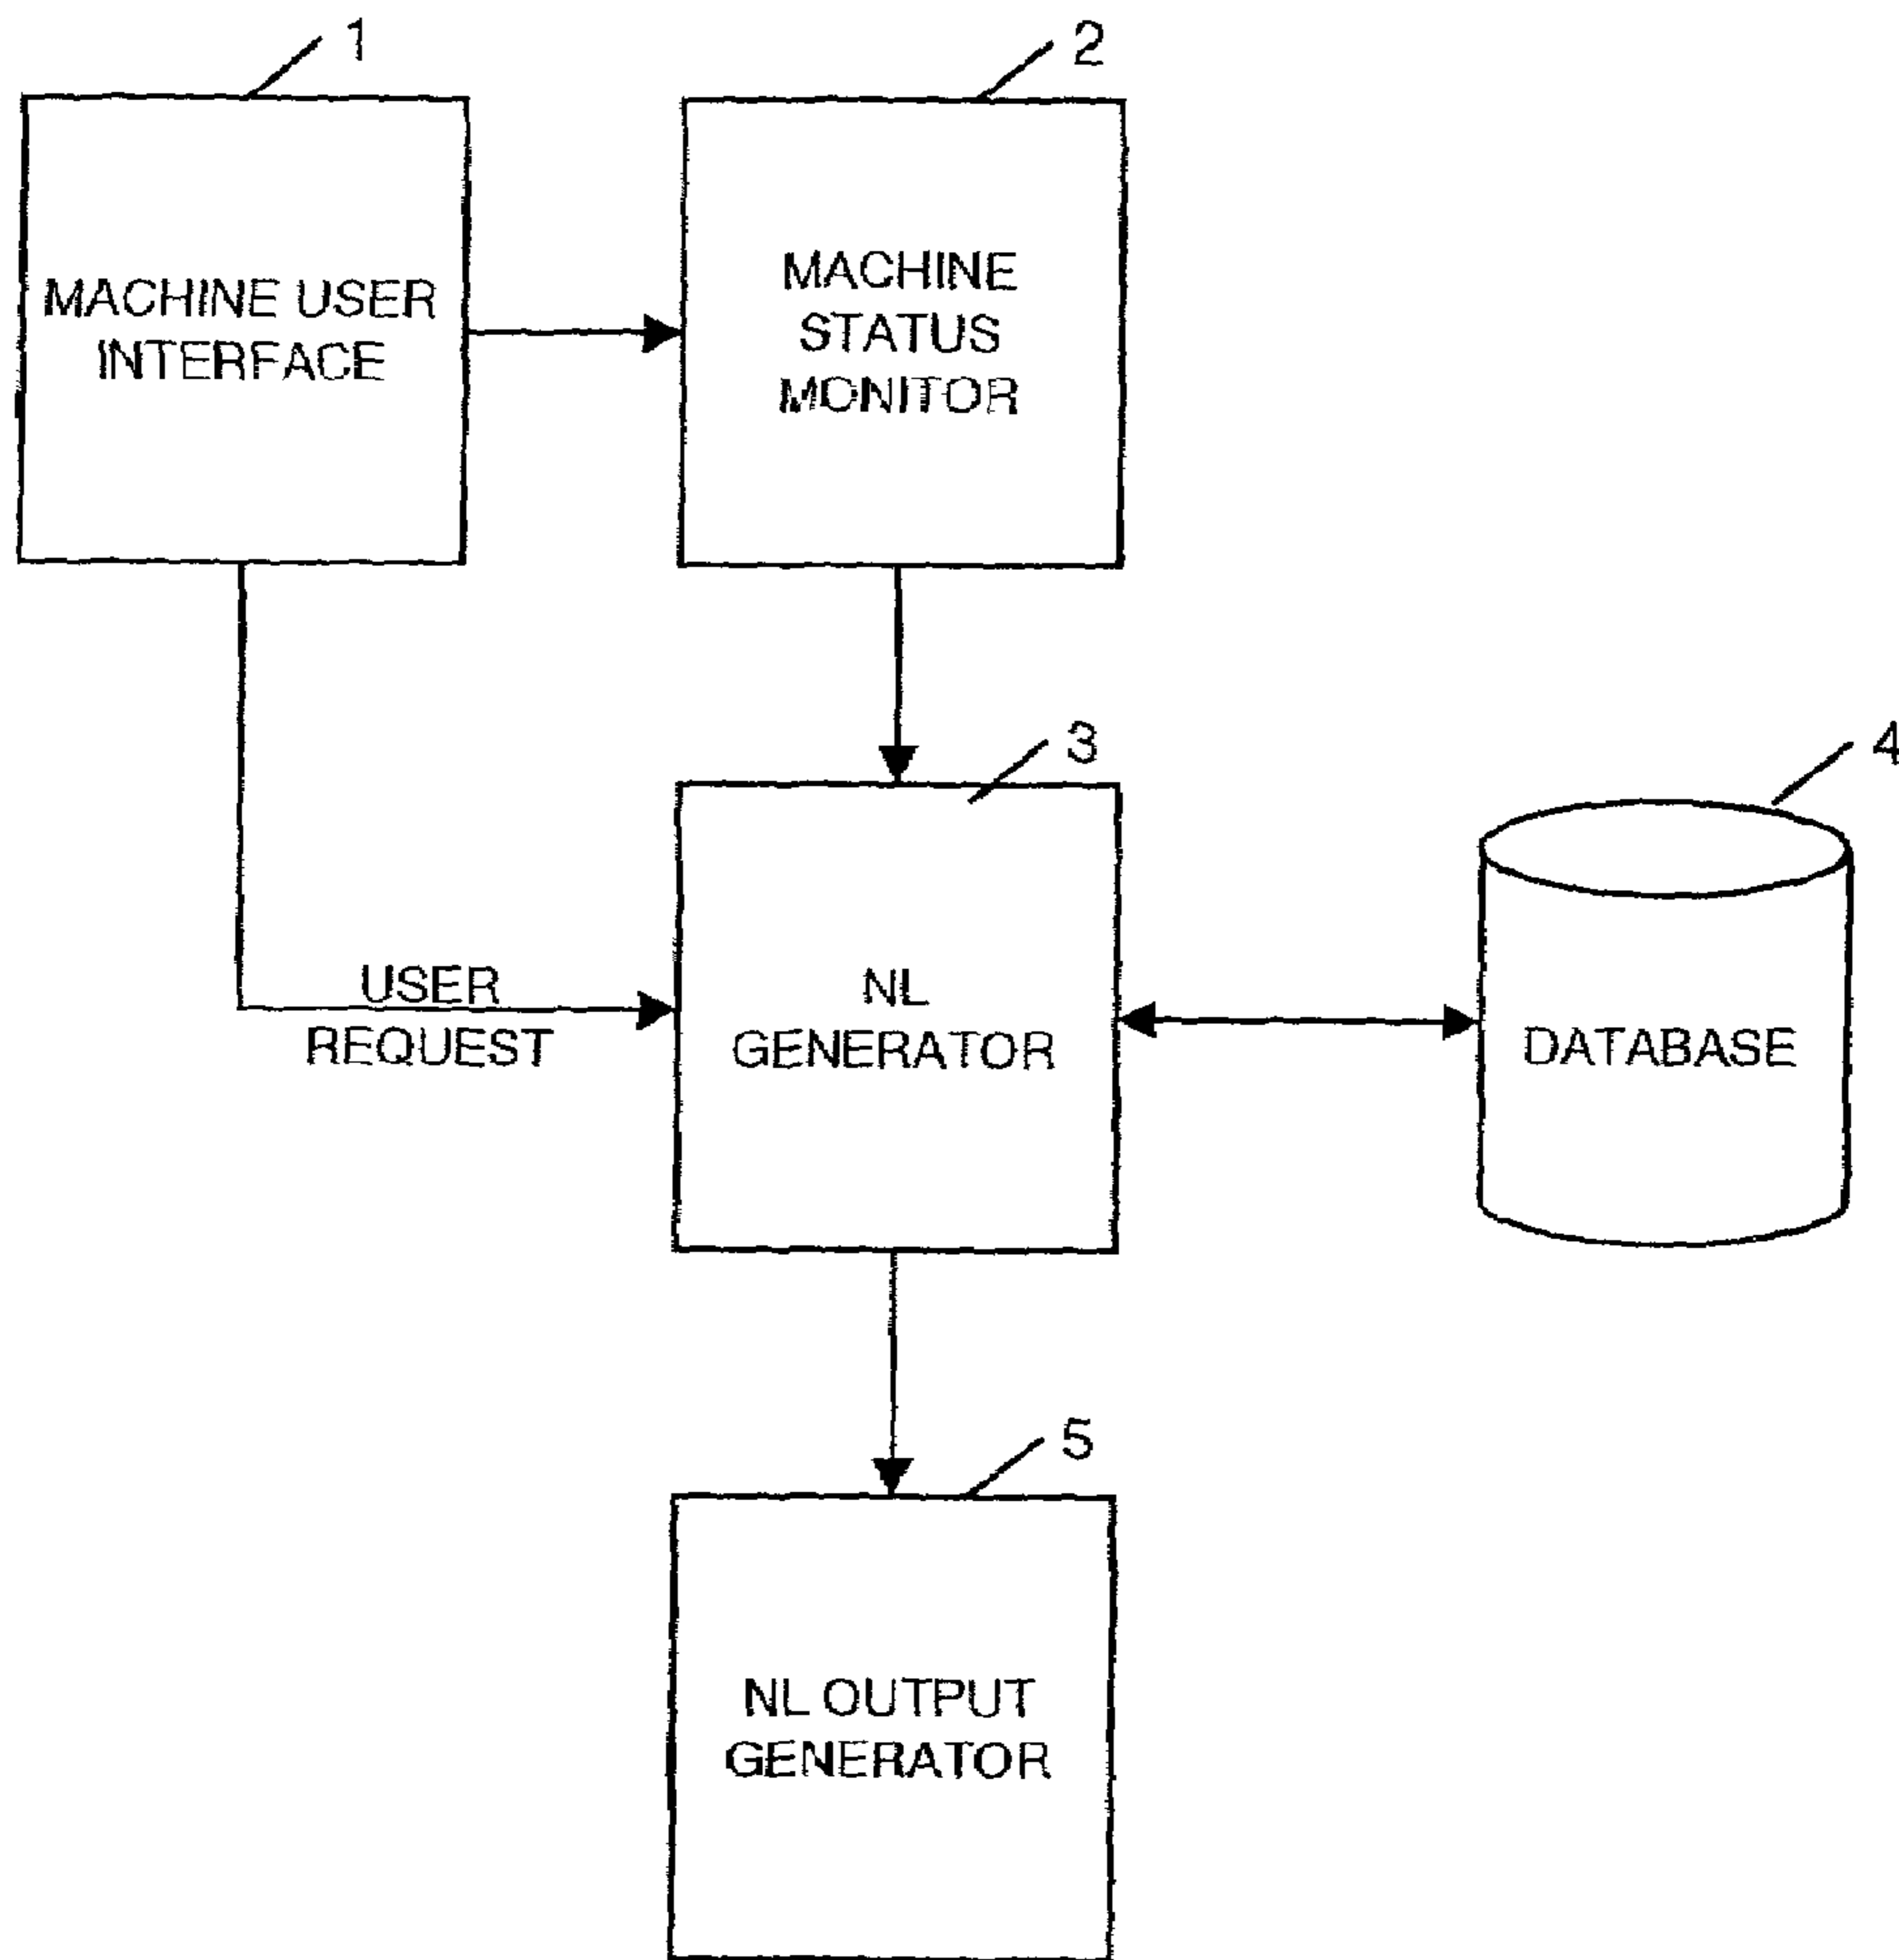 1
2
MACHINE USER
INTERFACE
MACHINE
STATUS
MONITOR
3
4
USER
REQUEST
NL
GENERATOR
DATABASE
5
NL OUTPUT
GENERATOR